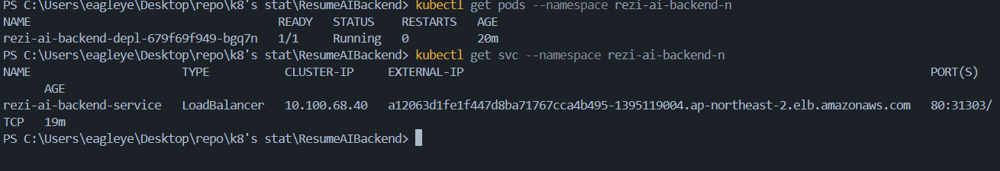 PS C:\Users\eagleye\Desktop\repo\k8's stat\ResumeAIBackend> kubectl get pods --namespace rezi-ai-backend-n
NAME READY STATUS RESTARTS AGE
rezi-ai-backend-depl-679f69f949-bgq7n 1/1 Running 0 20m
PS C:\Users\eagleye\Desktop\repo\k8's stat\ResumeAIBackend> kubectl get svc --namespace rezi-ai-backend-n
NAME TYPE CLUSTER-IP EXTERNAL-IP PORT(S)
AGE
rezi-ai-backend-service LoadBalancer 10.100.68.40 a12063d1fe1f447d8ba71767cca4b495-1395119004.ap-northeast-2.elb.amazonaws.com 80:31303/
TCP 19m
PS C:\Users\eagleye\Desktop\repo\k8's stat\ResumeAIBackend>